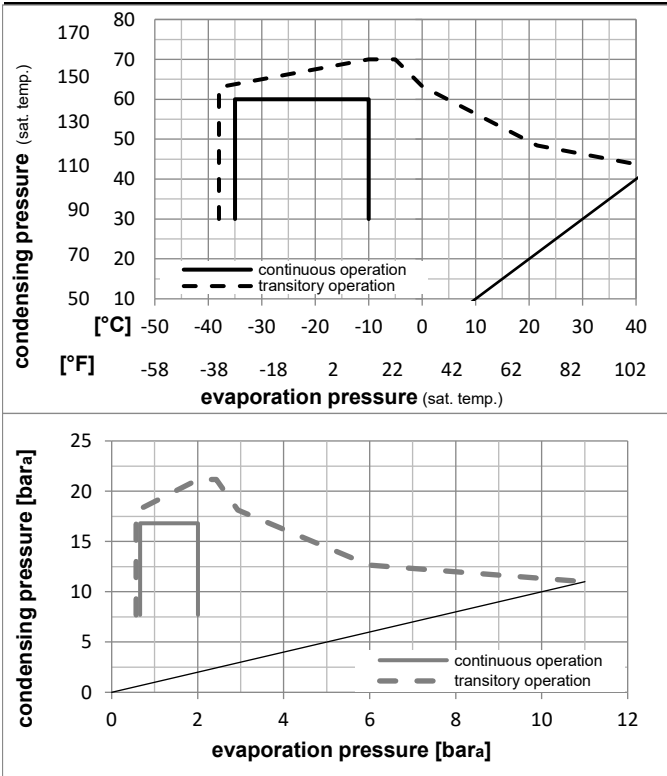 condensing pressure (sat. temp.)
170 80
150 70
60
130 50
110 40
90 30
70 20
50 10
continuous operation
transitory operation
[°C] -50 -40 -30 -20 -10 0 10 20 30 40
[°F] -58 -38 -18 2 22 42 62 82 102
evaporation pressure (sat. temp.)
condensing pressure [bara]
25
20
15
10
5
0
continuous operation
transitory operation
0 2 4 6 8 10 12
evaporation pressure [bara]